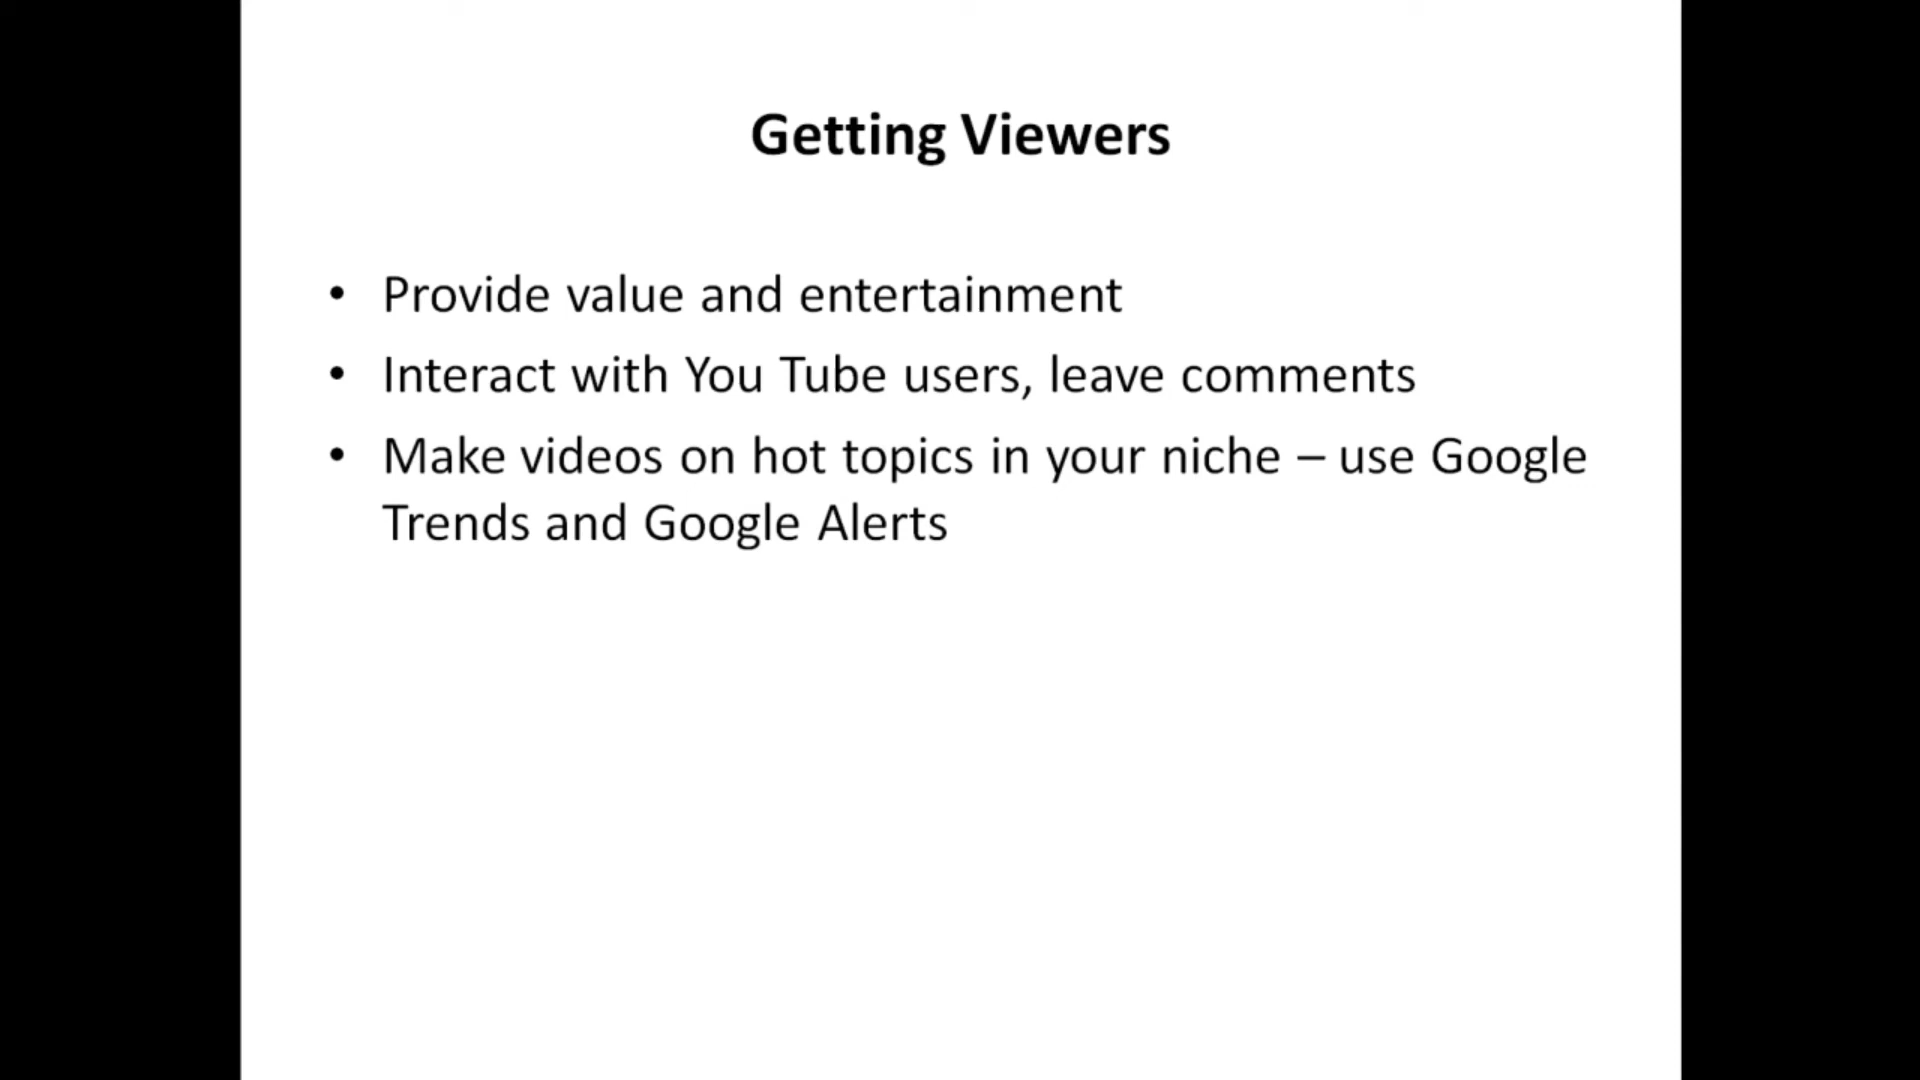 Getting Viewers
• Provide value and entertainment
• Interact with You Tube users, leave comments
• Make videos on hot topics in your niche – use Google
Trends and Google Alerts